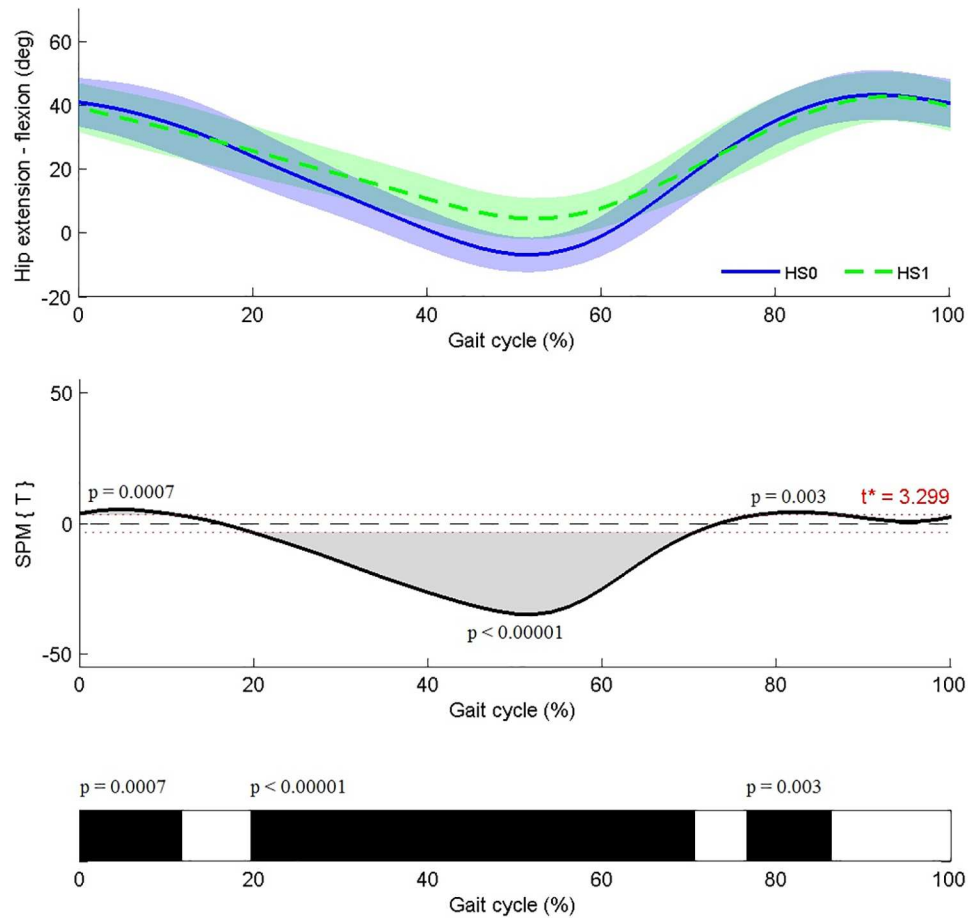 Hip extension - flexion (deg)
60
40
20
0
-20
HS0 HS1
0 20 40 60 80 100
Gait cycle (%)
SPM { T }
50
0
-50
p = 0.0007
p = 0.003
t* = 3.299
p < 0.00001
0 20 40 60 80 100
Gait cycle (%)
p = 0.0007 p < 0.00001 p = 0.003
0 20 40 60 80 100
Gait cycle (%)